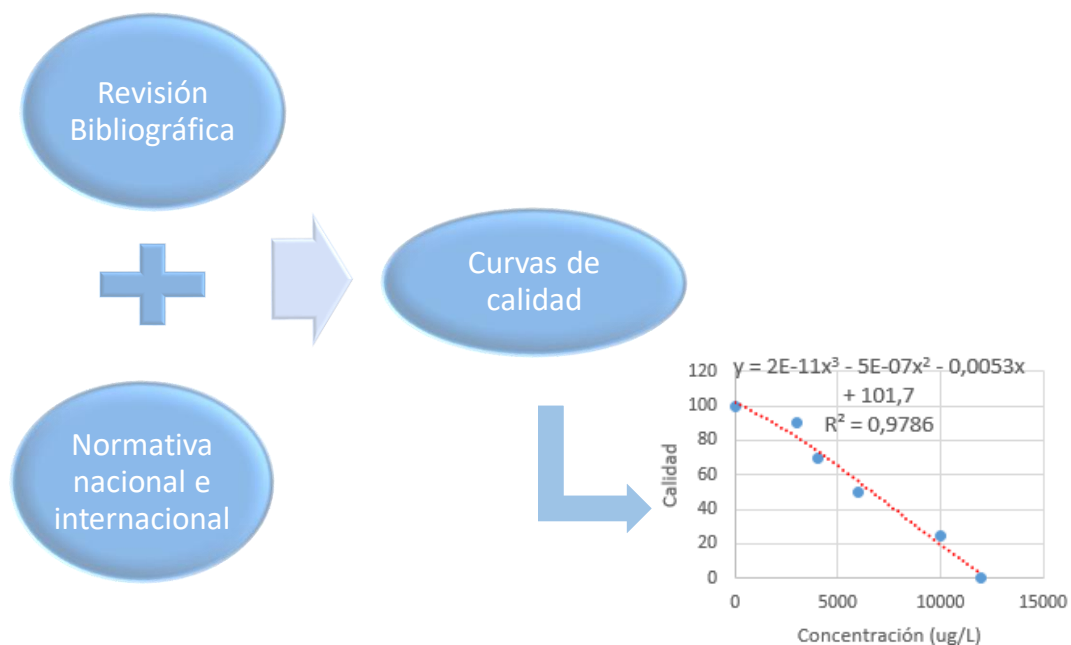 Revisión
Bibliográfica
Curvas de
calidad
Normativa
nacional e
internacional
y = 2E-11x³ - 5E-07x² - 0,0053x
+ 101,7
R² = 0,9786
120
100
80
60
40
20
0
Calidad
0 5000 10000 15000
Concentración (ug/L)